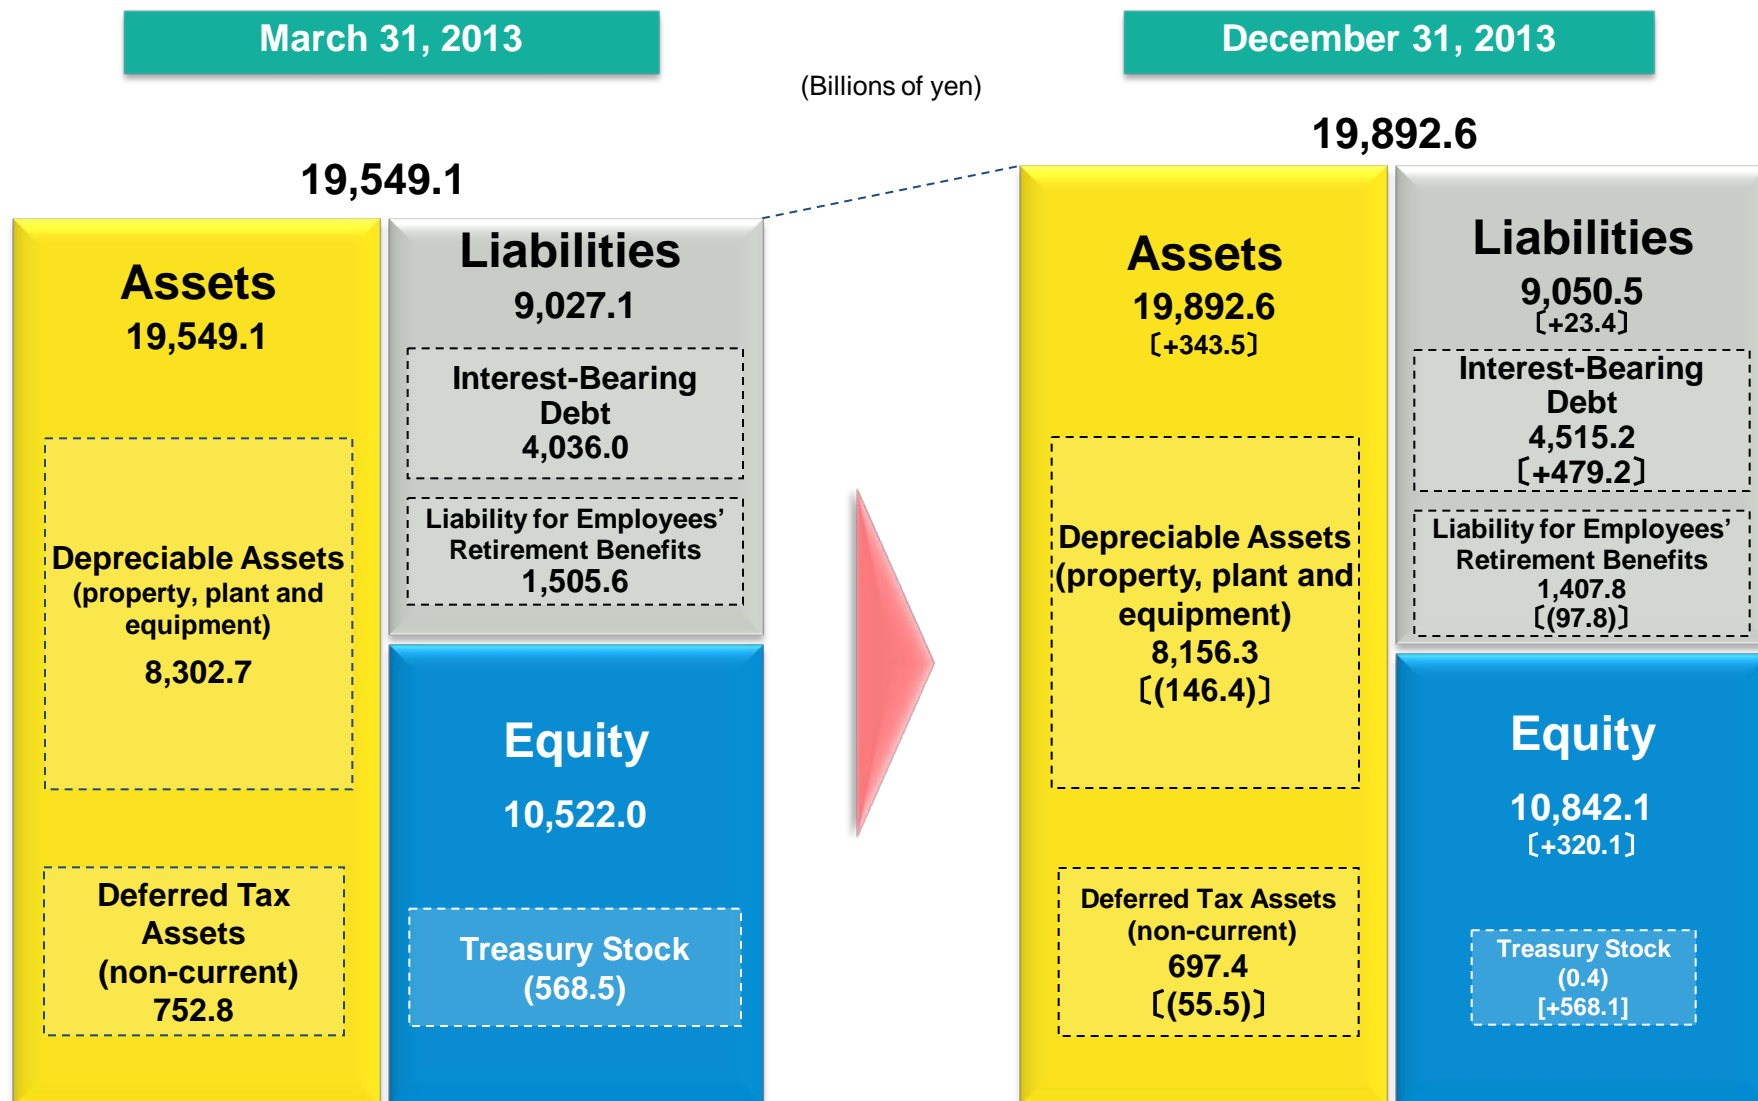 March 31, 2013
December 31, 2013
(Billions of yen)
19,549.1
Assets
19,549.1
Depreciable Assets
(property, plant and
equipment)
8,302.7
Deferred Tax
Assets
(non-current)
752.8
Liabilities
9,027.1
Interest-Bearing
Debt
4,036.0
Liability for Employees’
Retirement Benefits
1,505.6
Equity
10,522.0
Treasury Stock
(568.5)
19,892.6
Assets
19,892.6
〔+343.5〕
Depreciable Assets
(property, plant and
equipment)
8,156.3
〔(146.4)〕
Deferred Tax Assets
(non-current)
697.4
〔(55.5)〕
Liabilities
9,050.5
〔+23.4〕
Interest-Bearing
Debt
4,515.2
〔+479.2〕
Liability for Employees’
Retirement Benefits
1,407.8
〔(97.8)〕
Equity
10,842.1
〔+320.1〕
Treasury Stock
(0.4)
[+568.1]